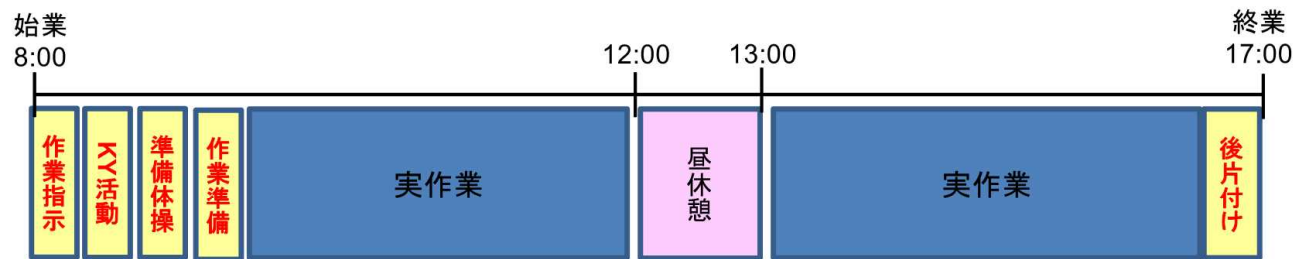 始業
8:00
12:00
13:00
終業
17:00
作業指示
KY活動
準備体操
作業準備
実作業
昼休憩
実作業
後片付け